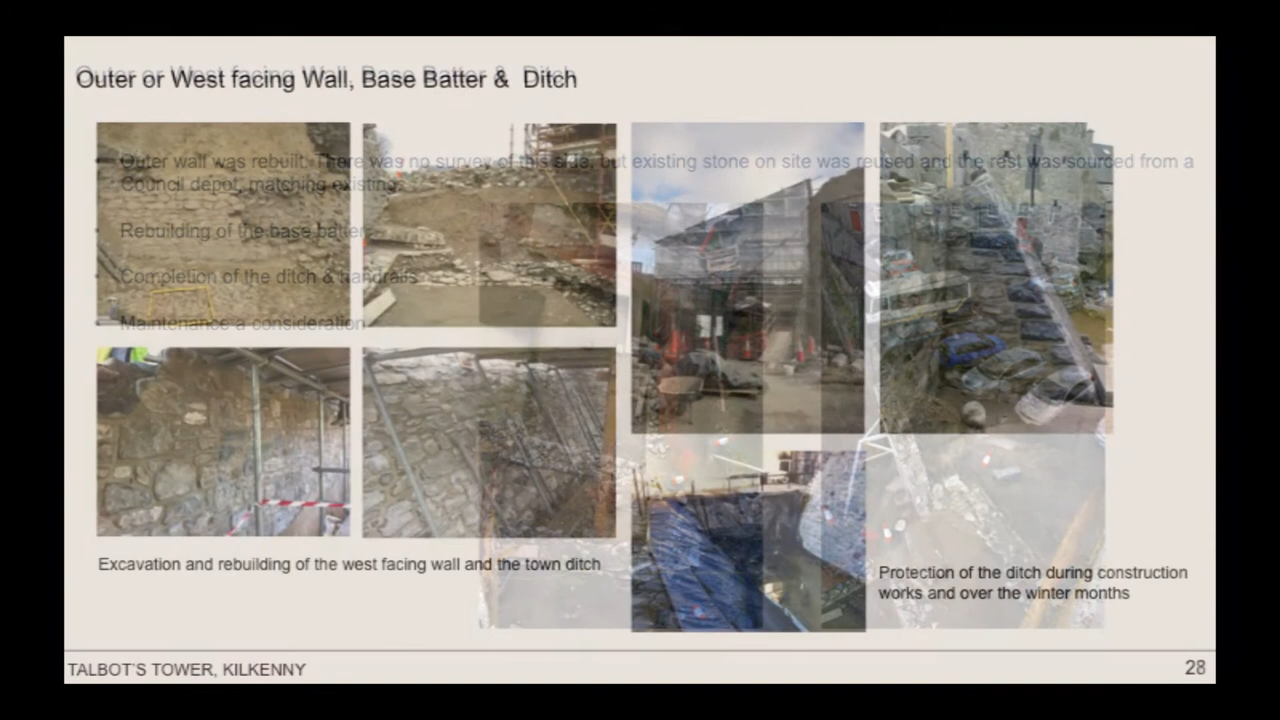 Outer or West facing Wall, Base Batter & Ditch
Outer wall was rebuilt. There was no survey of this side, but existing stone on site was reused and the rest was sourced from a
Council depot, matching existing.
Rebuilding of the base batter
Completion of the ditch & handrails
Maintenance a consideration
Excavation and rebuilding of the west facing wall and the town ditch
Protection of the ditch during construction
works and over the winter months
TALBOT'S TOWER, KILKENNY
28